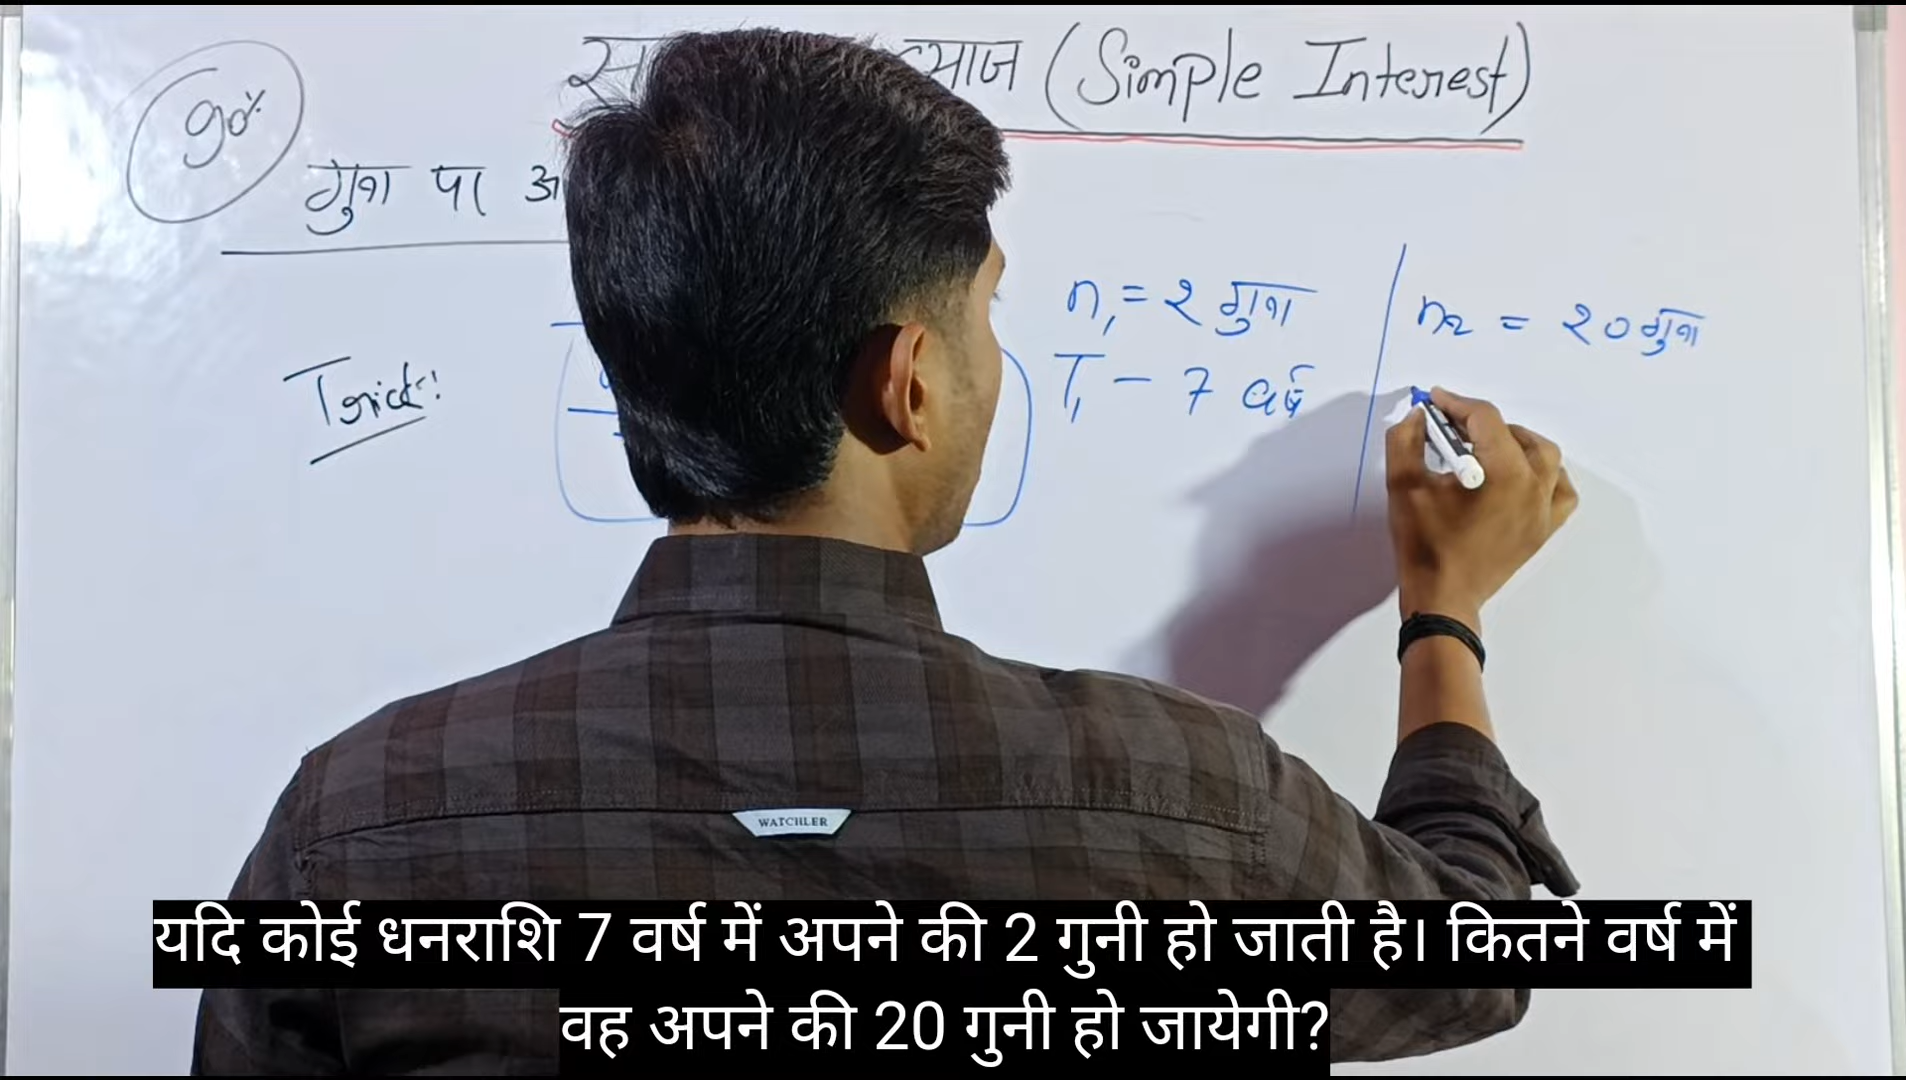 (Simple Interest)
90%
गुना पर
Trick:
n₁ = 2 गुना
n₂ = 20 गुना
T₁ - 7 वर्ष
WATCHLER
यदि कोई धनराशि 7 वर्ष में अपने की 2 गुनी हो जाती है। कितने वर्ष में
वह अपने की 20 गुनी हो जायेगी?